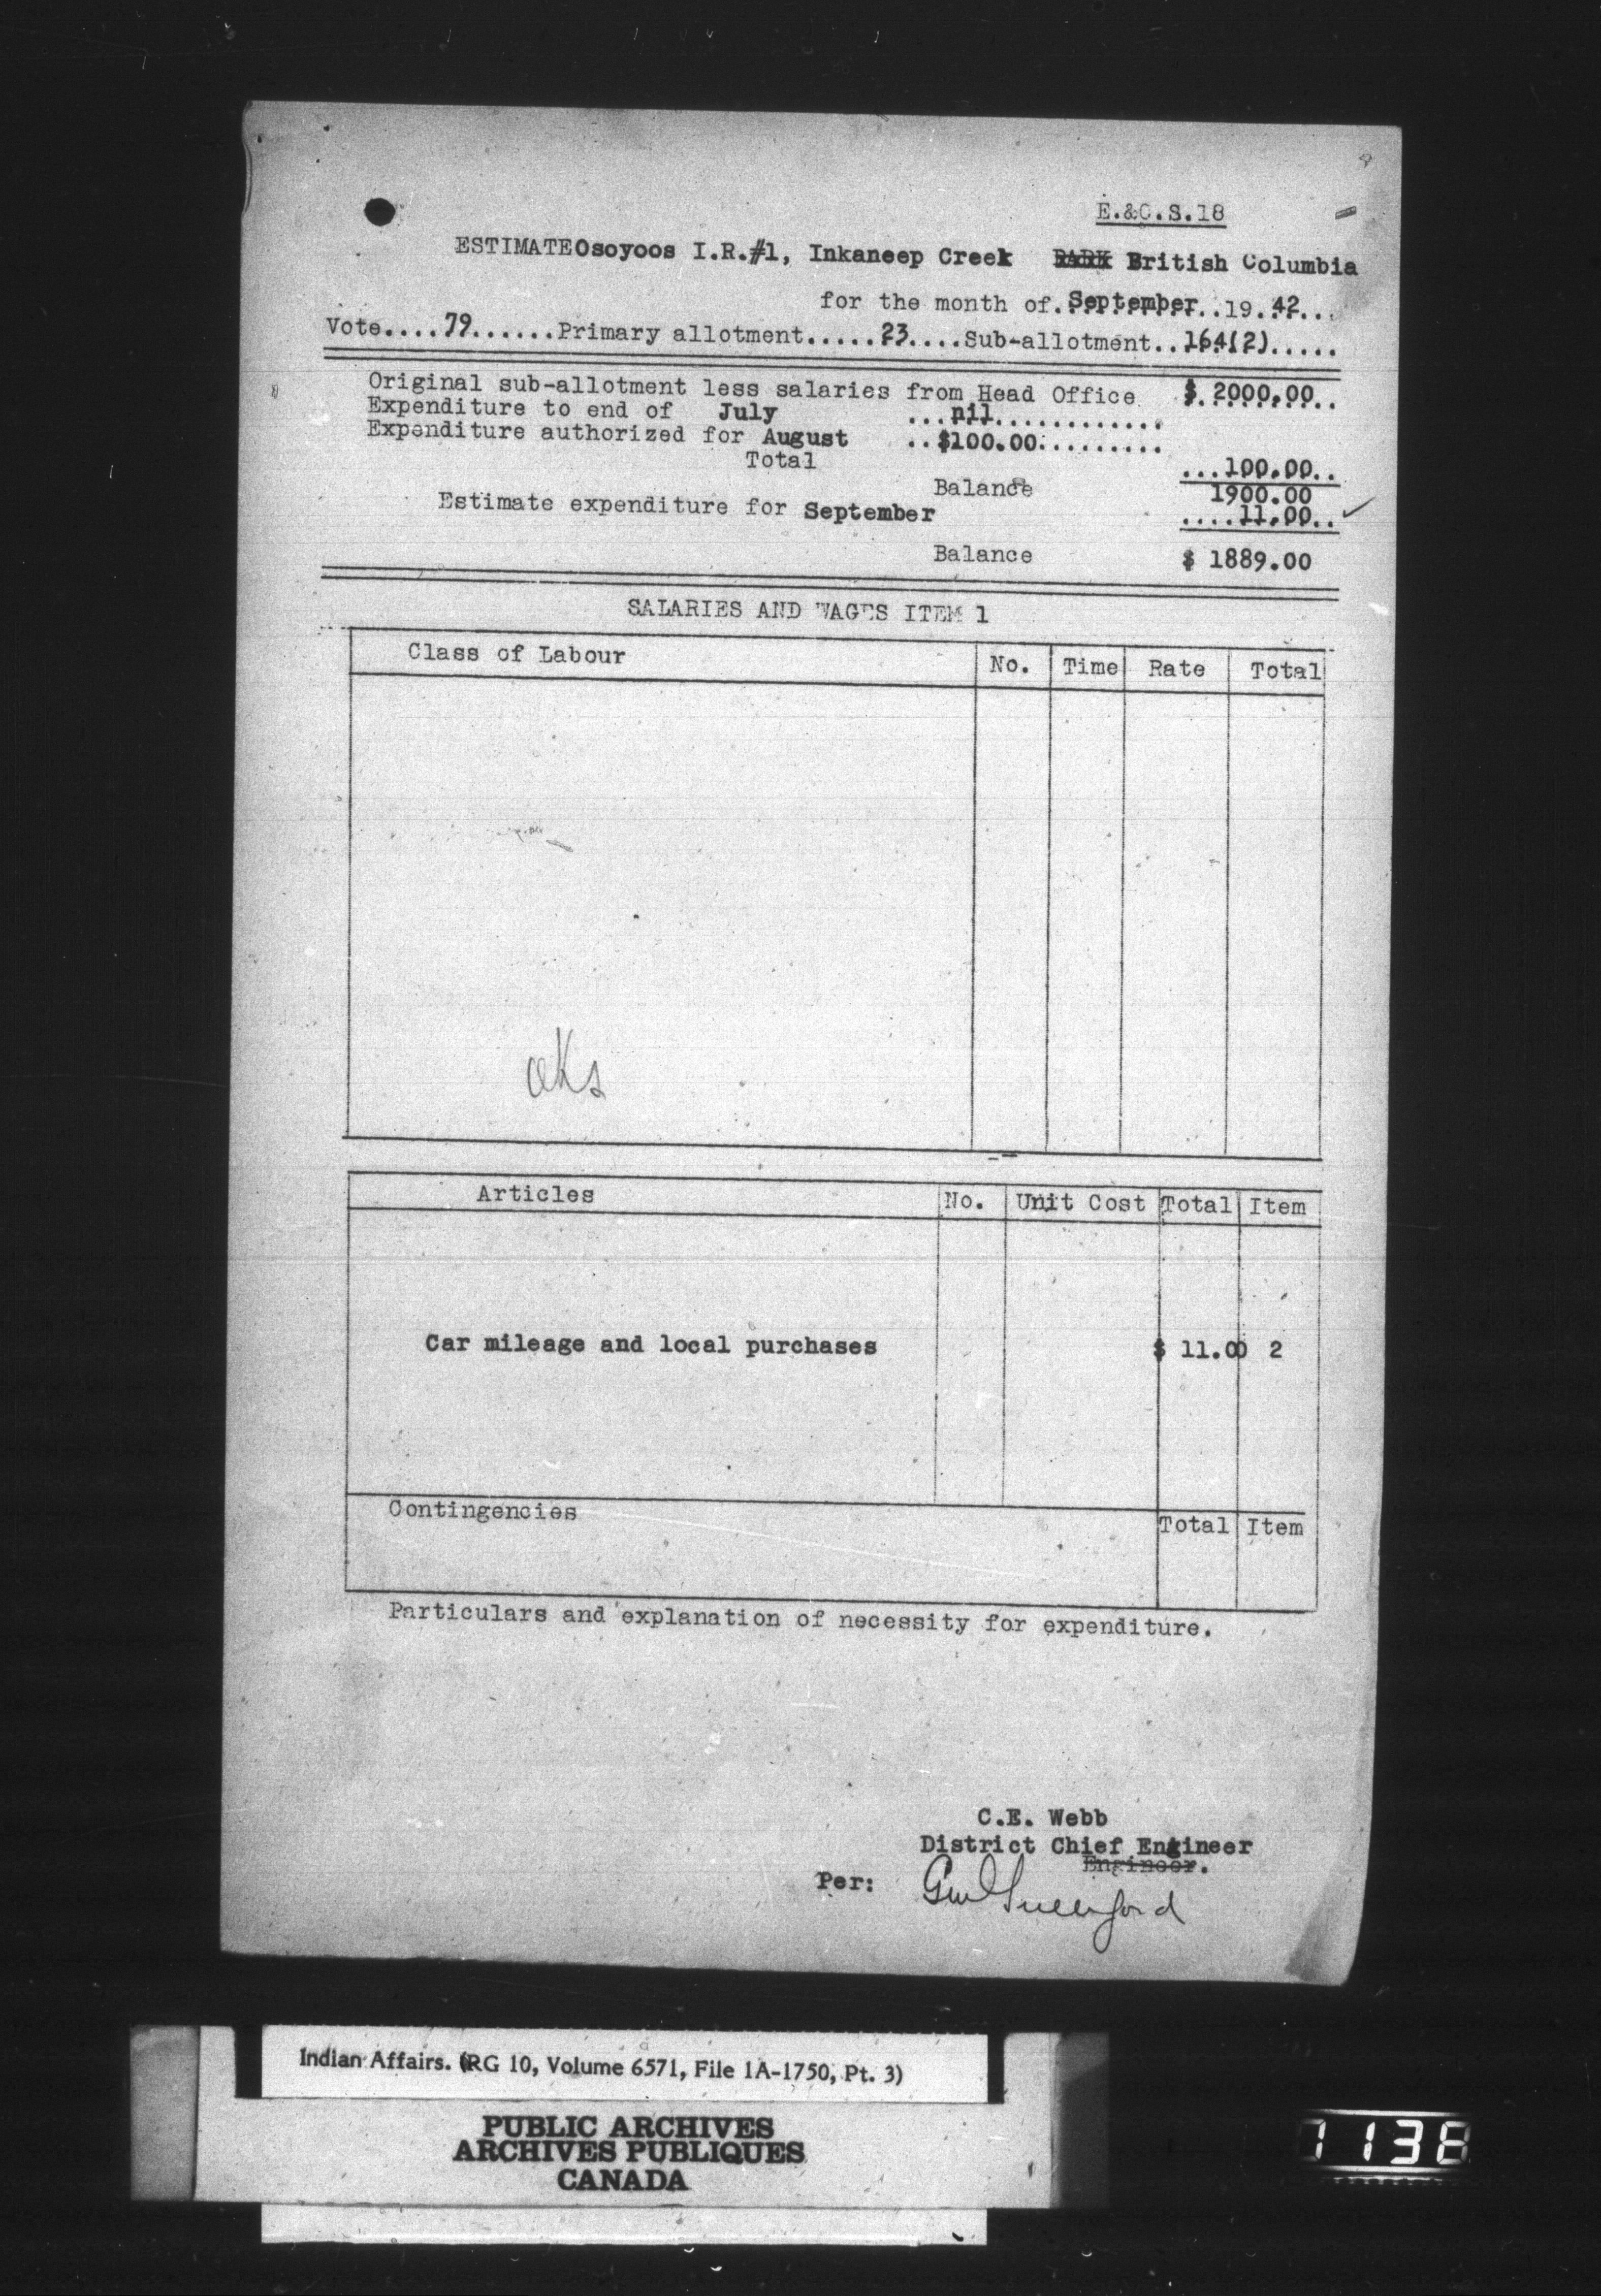 E.&C.S.18
ESTIMATE Osoyoos I.R.#1, Inkaneep Creek PARK British Columbia
for the month of.September..19.42...
Vote....79......Primary allotment.....23....Sub-allotment..164(2).....
Original sub-allotment less salaries from Head Office $ 2000.00
Expenditure to end of July ...nil.............
Expenditure authorized for August ..$100.00.........
Total ...100.00..
Balance 1900.00
Estimate expenditure for September ....11.00..
Balance $ 1889.00
SALARIES AND WAGES ITEM 1
Class of Labour No. Time Rate Total
Articles No. Unit Cost Total Item
Car mileage and local purchases $ 11.00 2
Contingencies Total Item
Particulars and explanation of necessity for expenditure.
C.E. Webb
District Chief Engineer
Engineer.
Per:
Indian Affairs. (RG 10, Volume 6571, File 1A-1750, Pt. 3)
PUBLIC ARCHIVES
ARCHIVES PUBLIQUES
CANADA
1138